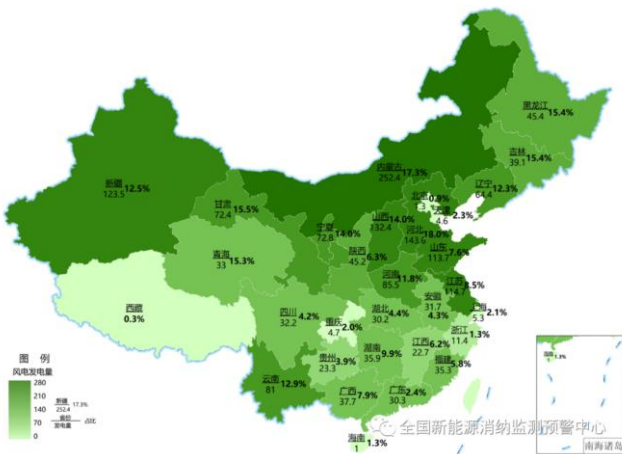 黑龙江
45.4 15.4%
吉林
39.1 15.4%
内蒙古
252.4 17.3%
辽宁
64.4 12.3%
新疆
123.5 12.5%
甘肃
72.4 15.5%
北京
3 0.9%
天津
4.6 2.3%
河北
143.6 18.0%
山西
132.4 14.0%
宁夏
72.8 14.0%
山东
113.7 7.6%
青海
33 15.3%
陕西
45.2 6.3%
河南
85.5 11.8%
江苏
114.7 8.5%
安徽
31.7
4.3%
上海
5.3 2.1%
西藏
0.3%
四川
32.2 4.2%
重庆
4.7 2.0%
湖北
30.2 4.4%
浙江
11.4 1.3%
湖南
35.9 9.9%
江西
22.7 6.2%
贵州
23.3 3.9%
福建
35.3 5.8%
云南
81 12.9%
广西
37.7 7.9%
广东
30.3 2.4%
海南
1 1.3%
图 例
风电发电量
280
210
140
70
0
新疆
252.4
17.3%
省份
发电量
占比
1.3%
南海诸岛
全国新能源消纳监测预警中心